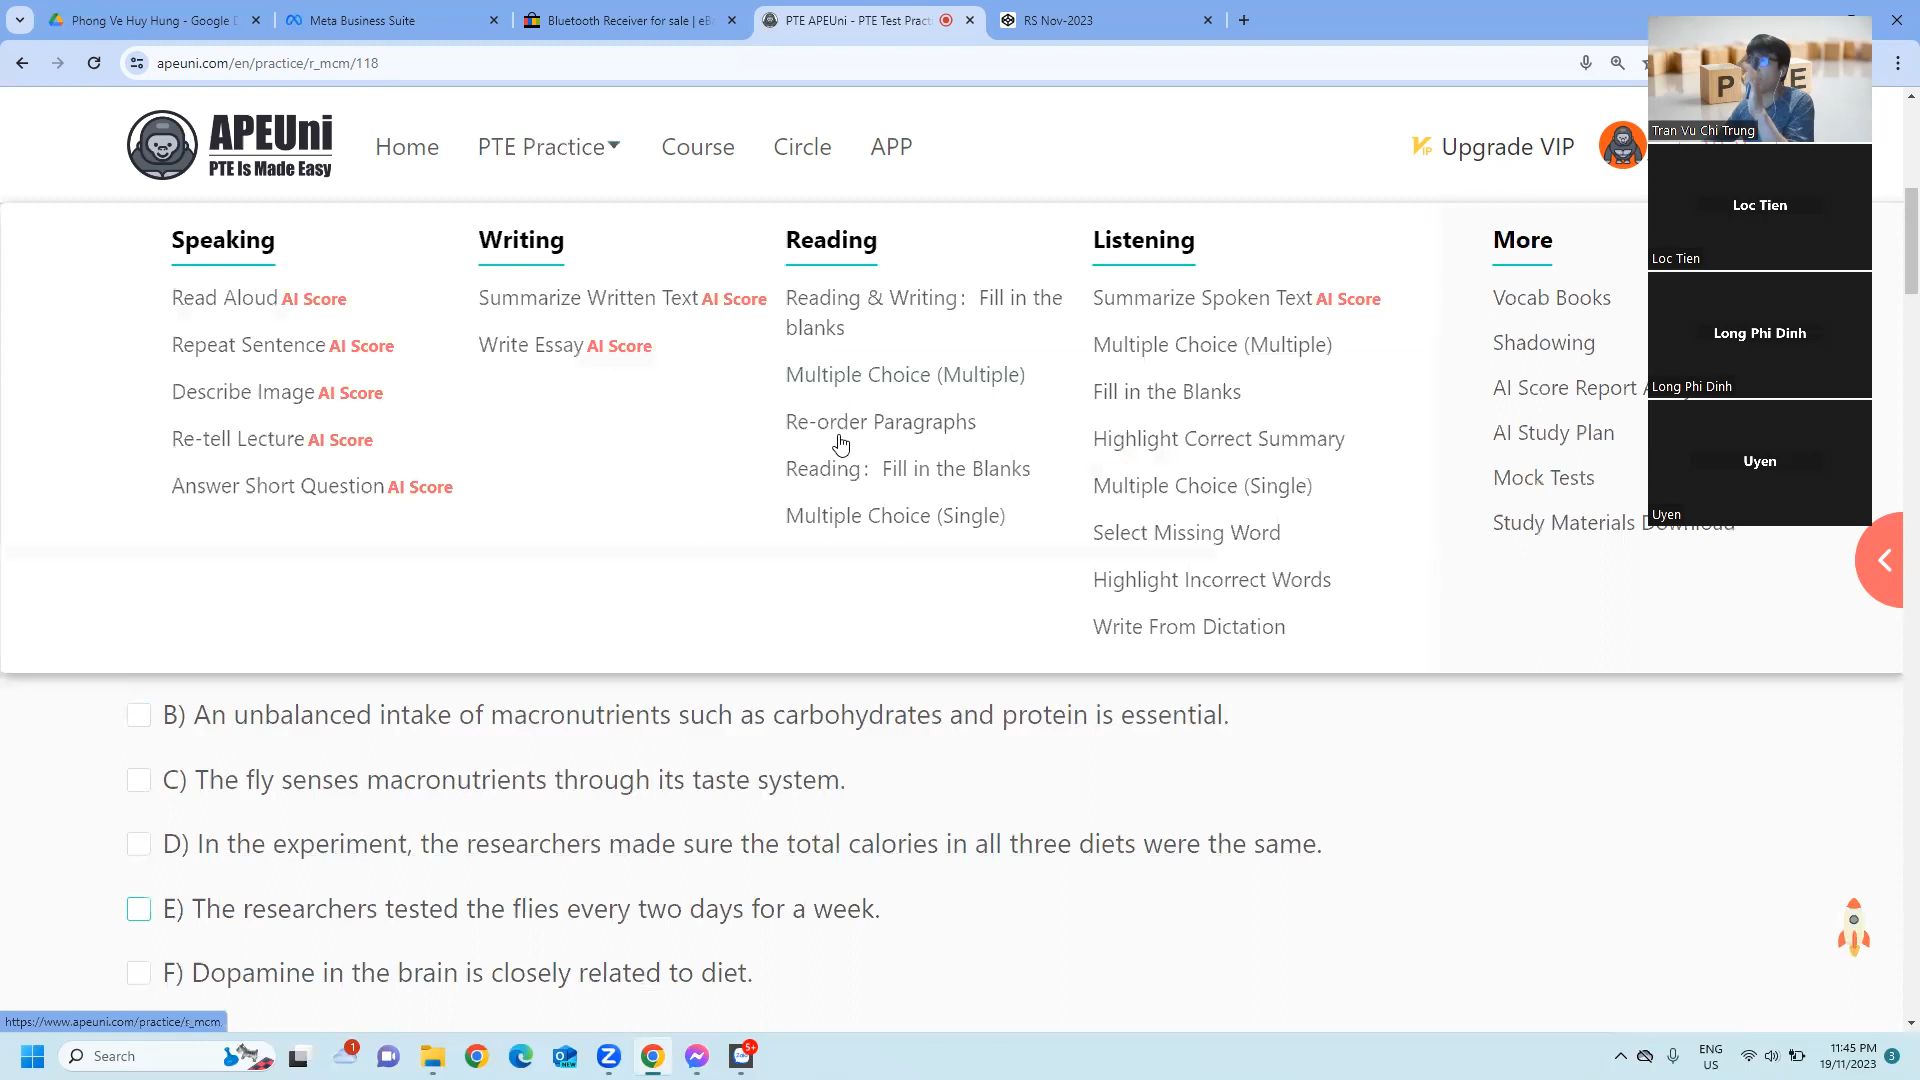 Phong Ve Huy Hung - Google D
Meta Business Suite
Bluetooth Receiver for sale | eB
PTE APEUni - PTE Test Practi
RS Nov-2023
apeuni.com/en/practice/r_mcm/118
APEUni
PTE Is Made Easy
Home
PTE Practice
Course
Circle
APP
VIP
Upgrade VIP
P
E
Tran Vu Chi Trung
Loc Tien
Loc Tien
Long Phi Dinh
Long Phi Dinh
Uyen
Uyen
Speaking
Read Aloud AI Score
Repeat Sentence AI Score
Describe Image AI Score
Re-tell Lecture AI Score
Answer Short Question AI Score
Writing
Summarize Written Text AI Score
Write Essay AI Score
Reading
Reading & Writing: Fill in the
blanks
Multiple Choice (Multiple)
Re-order Paragraphs
Reading: Fill in the Blanks
Multiple Choice (Single)
Listening
Summarize Spoken Text AI Score
Multiple Choice (Multiple)
Fill in the Blanks
Highlight Correct Summary
Multiple Choice (Single)
Select Missing Word
Highlight Incorrect Words
Write From Dictation
More
Vocab Books
Shadowing
AI Score Report
AI Study Plan
Mock Tests
Study Materials Download
B) An unbalanced intake of macronutrients such as carbohydrates and protein is essential.
C) The fly senses macronutrients through its taste system.
D) In the experiment, the researchers made sure the total calories in all three diets were the same.
E) The researchers tested the flies every two days for a week.
F) Dopamine in the brain is closely related to diet.
https://www.apeuni.com/practice/r_mcm
Search
1
NEW
5+
ENG
US
11:45 PM
19/11/2023
3